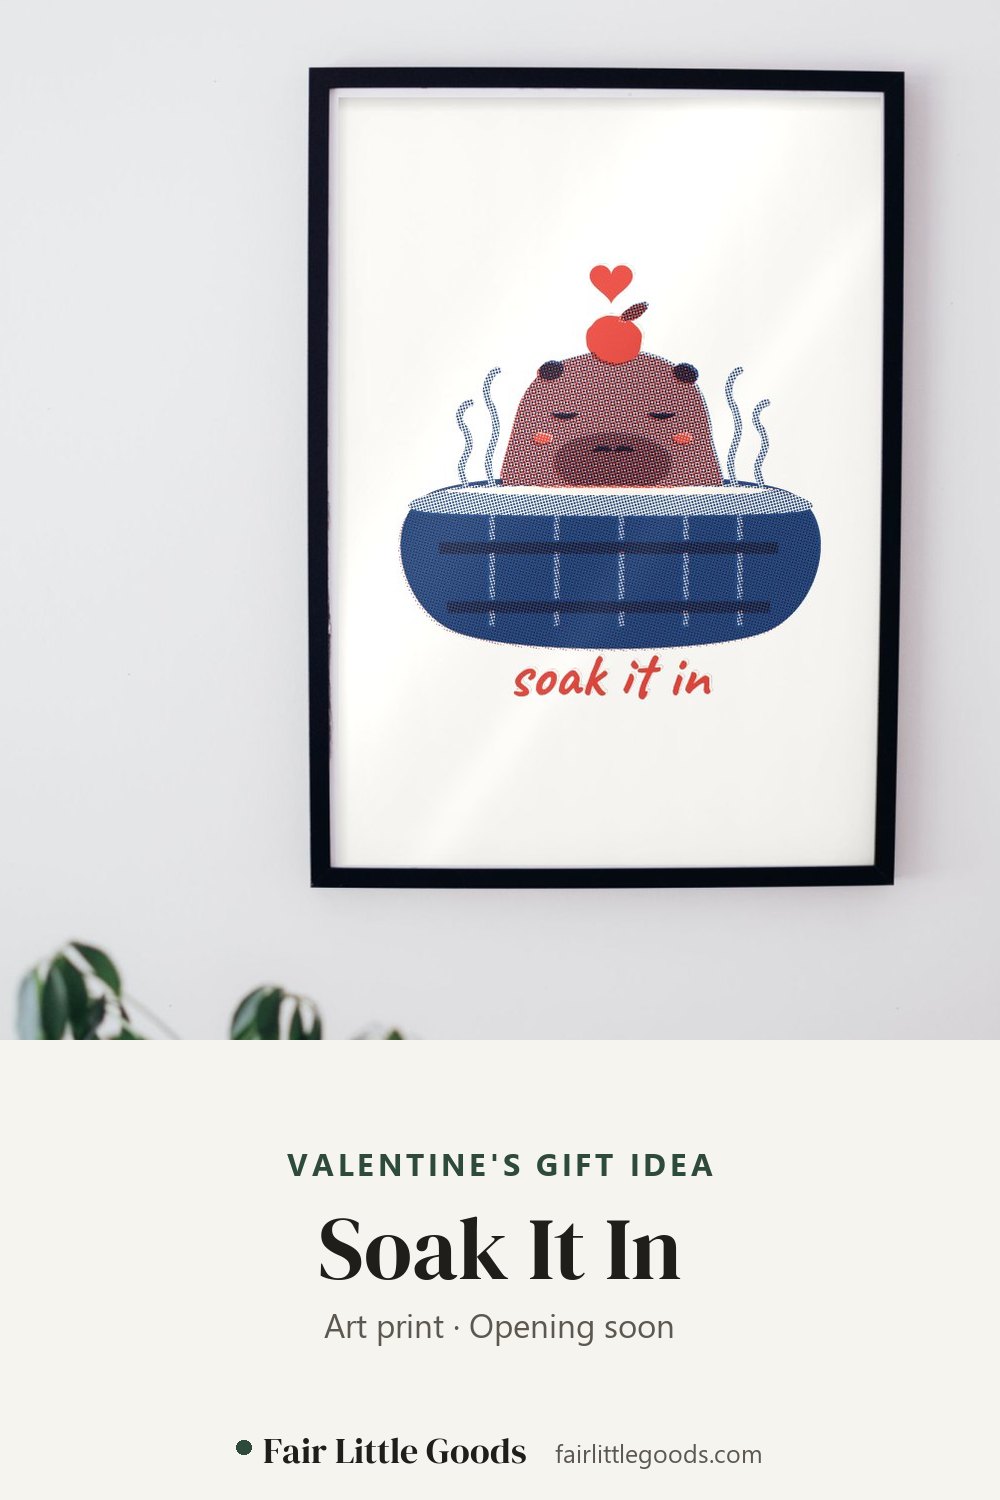 soak it in
VALENTINE'S GIFT IDEA
Soak It In
Art print · Opening soon
Fair Little Goods fairlittlegoods.com